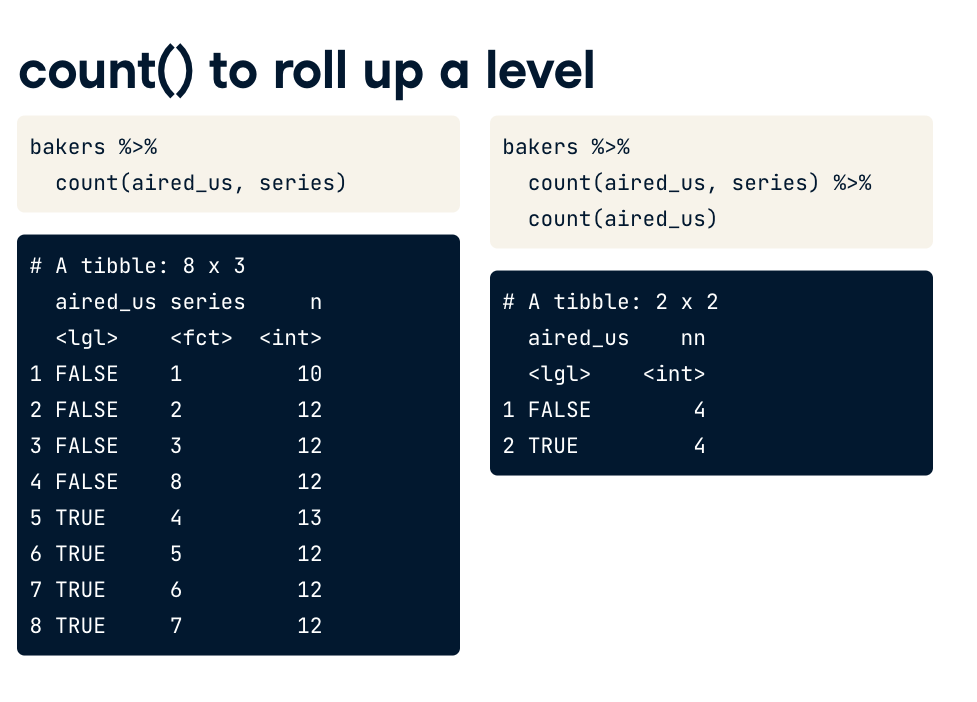 count() to roll up a level
bakers %>%
  count(aired_us, series)
# A tibble: 8 x 3
  aired_us series     n
  <lgl>    <fct>  <int>
1 FALSE    1         10
2 FALSE    2         12
3 FALSE    3         12
4 FALSE    8         12
5 TRUE     4         13
6 TRUE     5         12
7 TRUE     6         12
8 TRUE     7         12
bakers %>%
  count(aired_us, series) %>%
  count(aired_us)
# A tibble: 2 x 2
  aired_us    nn
  <lgl>    <int>
1 FALSE        4
2 TRUE         4